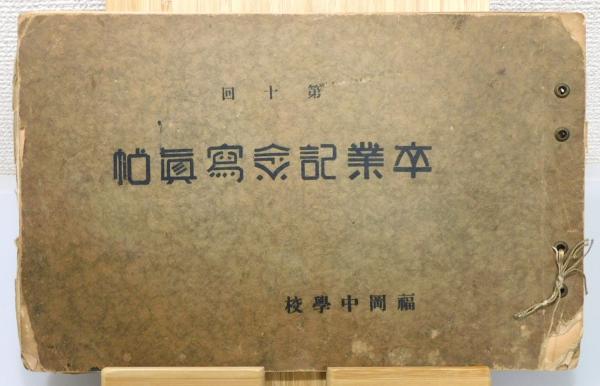 第十回
卒業記念寫眞帖
福岡中學校